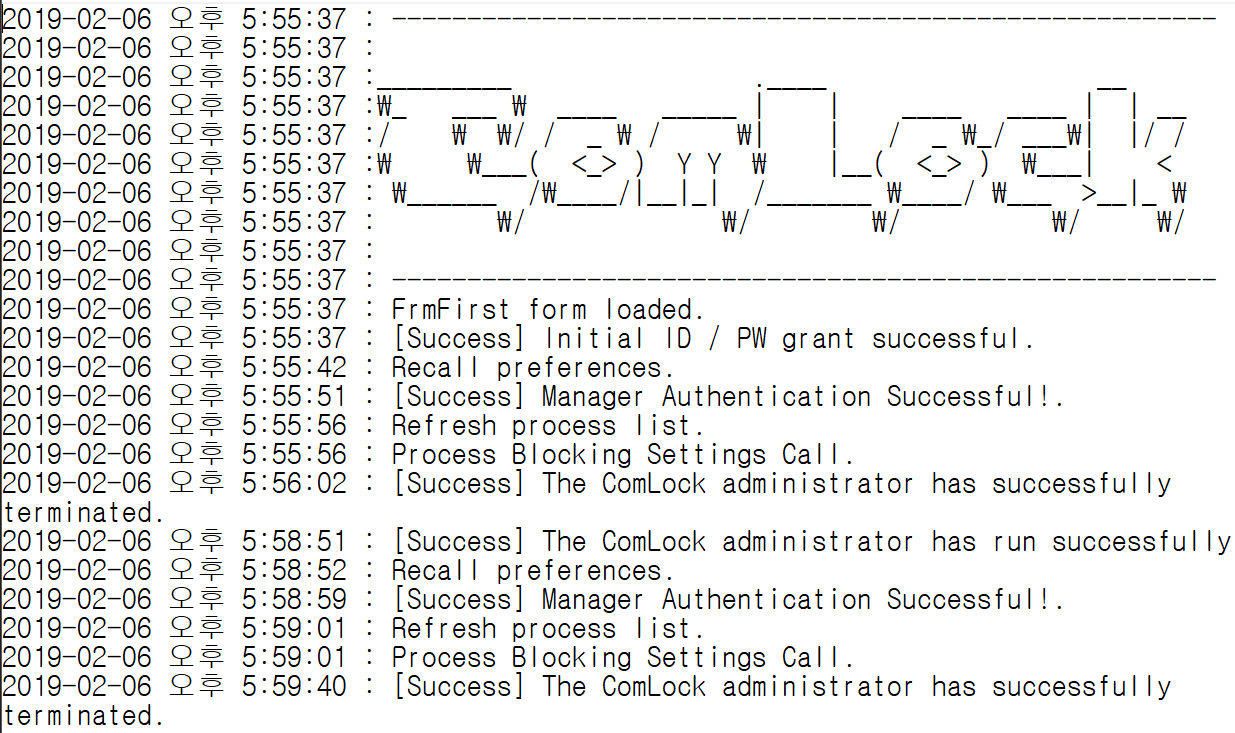 2019-02-06 오후 5:55:37 : -------------------------------------------------------
2019-02-06 오후 5:55:37 :
2019-02-06 오후 5:55:37 :_________                .____                  __
2019-02-06 오후 5:55:37 :₩_   ___ ₩  ____   _____ |    |    ____   ____ |  | __
2019-02-06 오후 5:55:37 :/    ₩  ₩/ /  _ ₩ /     ₩|    |   /  _ ₩_/ ___₩|  |/ /
2019-02-06 오후 5:55:37 :₩     ₩___(  <_> )  Y Y  ₩    |__(  <_> )  ₩___|    <
2019-02-06 오후 5:55:37 : ₩______  /₩____/|__|_|  /_______ ₩____/ ₩___  >__|_ ₩
2019-02-06 오후 5:55:37 :        ₩/             ₩/        ₩/          ₩/     ₩/
2019-02-06 오후 5:55:37 :
2019-02-06 오후 5:55:37 : -------------------------------------------------------
2019-02-06 오후 5:55:37 : FrmFirst form loaded.
2019-02-06 오후 5:55:37 : [Success] Initial ID / PW grant successful.
2019-02-06 오후 5:55:42 : Recall preferences.
2019-02-06 오후 5:55:51 : [Success] Manager Authentication Successful!.
2019-02-06 오후 5:55:56 : Refresh process list.
2019-02-06 오후 5:55:56 : Process Blocking Settings Call.
2019-02-06 오후 5:56:02 : [Success] The ComLock administrator has successfully
terminated.
2019-02-06 오후 5:58:51 : [Success] The ComLock administrator has run successfully
2019-02-06 오후 5:58:52 : Recall preferences.
2019-02-06 오후 5:58:59 : [Success] Manager Authentication Successful!.
2019-02-06 오후 5:59:01 : Refresh process list.
2019-02-06 오후 5:59:01 : Process Blocking Settings Call.
2019-02-06 오후 5:59:40 : [Success] The ComLock administrator has successfully
terminated.